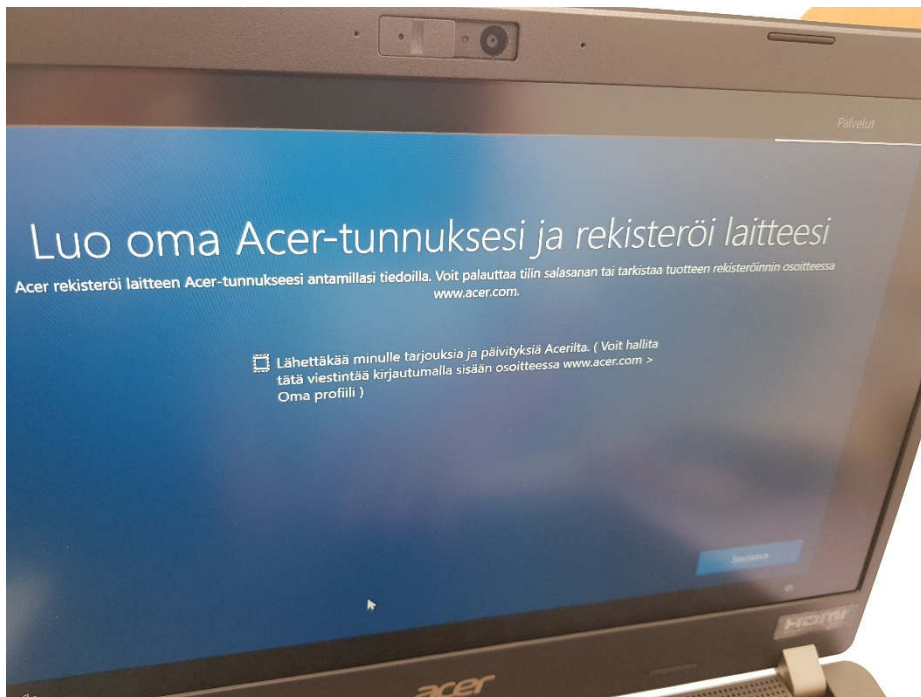 Palvelut
Luo oma Acer-tunnuksesi ja rekisteröi laitteesi
Acer rekisteröi laitteen Acer-tunnukseesi antamillasi tiedoilla. Voit palauttaa tilin salasanan tai tarkistaa tuotteen rekisteröinnin osoitteessa
www.acer.com.
Lähettäkää minulle tarjouksia ja päivityksiä Acerilta. ( Voit hallita
tätä viestintää kirjautumalla sisään osoitteessa www.acer.com >
Oma profiili )
Seuraava
HDMI
acer